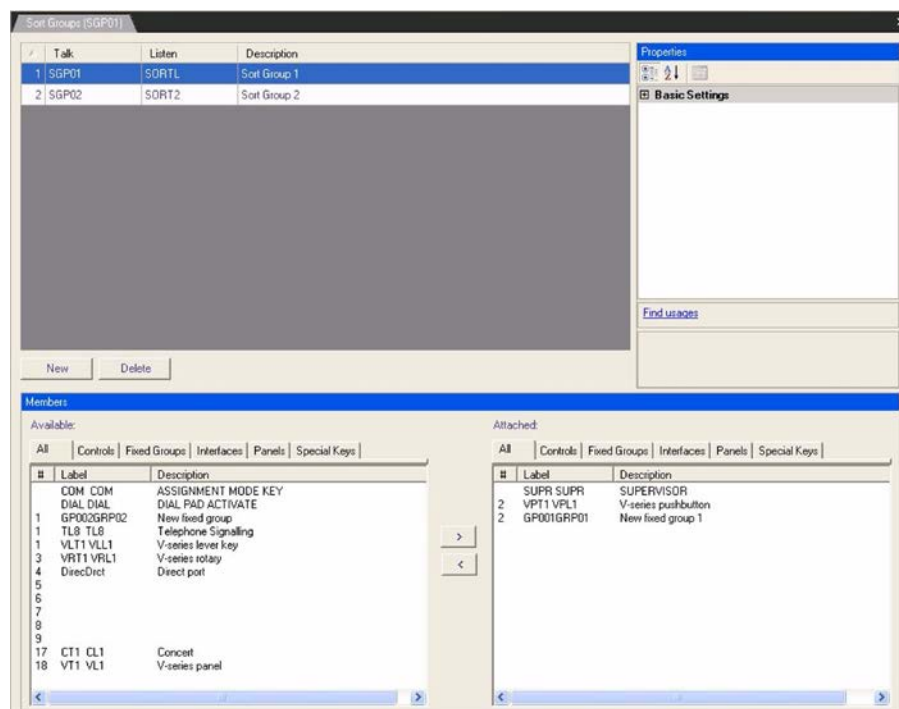 Sort Groups (SGP01)
Talk Listen Description
1 SGP01 SORTL Sort Group 1
2 SGP02 SORT2 Sort Group 2
New Delete
Properties
Basic Settings
Find usages
Members
Available:
All Controls Fixed Groups Interfaces Panels Special Keys
# Label Description
COM COM ASSIGNMENT MODE KEY
DIAL DIAL DIAL PAD ACTIVATE
1 GP002GRP02 New fixed group
1 TL8 TL8 Telephone Signalling
1 VLT1 VLL1 V-series lever key
3 VRT1 VRL1 V-series rotary
4 DirecDrct Direct port
5
6
7
8
9
17 CT1 CL1 Concert
18 VT1 VL1 V-series panel
>
<
Attached:
All Controls Fixed Groups Interfaces Panels Special Keys
# Label Description
SUPR SUPR SUPERVISOR
2 VPT1 VPL1 V-series pushbutton
2 GP001GRP01 New fixed group 1